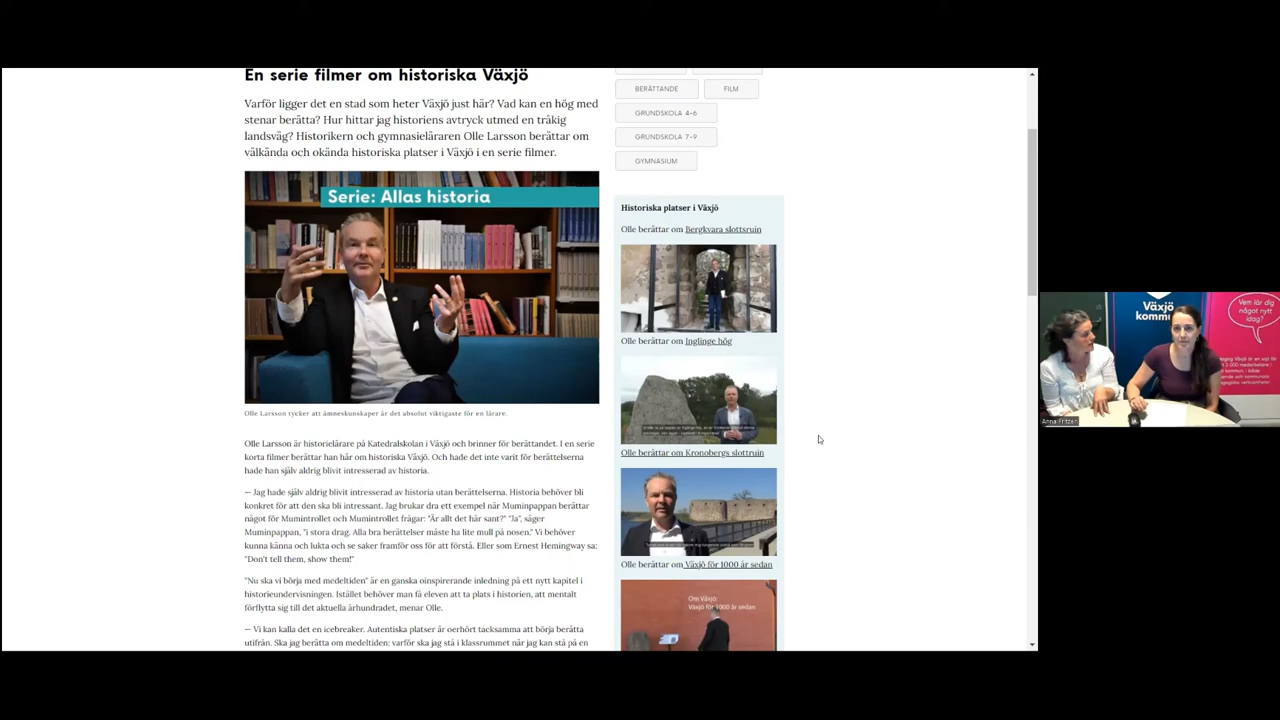 En serie filmer om historiska Växjö
Varför ligger det en stad som heter Växjö just här? Vad kan en hög med
stenar berätta? Hur hittar jag historiens avtryck utmed en tråkig
landsväg? Historikern och gymnasieläraren Olle Larsson berättar om
välkända och okända historiska platser i Växjö i en serie filmer.
Serie: Allas historia
Olle Larsson tycker att ämneskunskaper är det absolut viktigaste för en lärare.
Olle Larsson är historielärare på Katedralskolan i Växjö och brinner för berättandet. I en serie
korta filmer berättar han här om historiska Växjö. Och hade det inte varit för berättelserna
hade han själv aldrig blivit intresserad av historia.
— Jag hade själv aldrig blivit intresserad av historia utan berättelserna. Historia behöver bli
konkret för att den ska bli intressant. Jag brukar dra ett exempel när Muminpappan berättar
något för Mumintrollet och Mumintrollet frågar: "Är allt det här sant?" "Ja", säger
Muminpappan, "i stora drag. Alla bra berättelser måste ha lite mull på nosen." Vi behöver
kunna känna och lukta och se saker framför oss för att förstå. Eller som Ernest Hemingway sa:
"Don't tell them, show them!"
"Nu ska vi börja med medeltiden" är en ganska oinspirerande inledning på ett nytt kapitel i
historieundervisningen. Istället behöver man få eleven att ta plats i historien, att mentalt
förflytta sig till det aktuella århundradet, menar Olle.
— Vi kan kalla det en icebreaker. Autentiska platser är oerhört tacksamma att börja berätta
utifrån. Ska jag berätta om medeltiden: varför ska jag stå i klassrummet när jag kan stå på en
BERÄTTANDE
FILM
GRUNDSKOLA 4-6
GRUNDSKOLA 7-9
GYMNASIUM
Historiska platser i Växjö
Olle berättar om Bergkvara slottsruin
Olle berättar om Inglinge hög
Olle berättar om Kronobergs slottruin
Olle berättar om Växjö för 1000 år sedan
Om Växjö:
Växjö för 1000 år sedan
Växjö
kommun
Vem lär dig
något nytt
idag?
Anna Fritzén